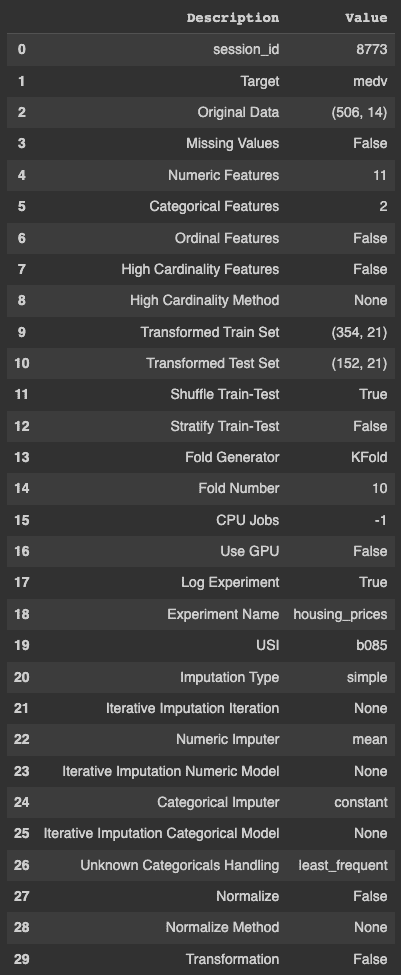 Description Value
0 session_id 8773
1 Target medv
2 Original Data (506, 14)
3 Missing Values False
4 Numeric Features 11
5 Categorical Features 2
6 Ordinal Features False
7 High Cardinality Features False
8 High Cardinality Method None
9 Transformed Train Set (354, 21)
10 Transformed Test Set (152, 21)
11 Shuffle Train-Test True
12 Stratify Train-Test False
13 Fold Generator KFold
14 Fold Number 10
15 CPU Jobs -1
16 Use GPU False
17 Log Experiment True
18 Experiment Name housing_prices
19 USI b085
20 Imputation Type simple
21 Iterative Imputation Iteration None
22 Numeric Imputer mean
23 Iterative Imputation Numeric Model None
24 Categorical Imputer constant
25 Iterative Imputation Categorical Model None
26 Unknown Categoricals Handling least_frequent
27 Normalize False
28 Normalize Method None
29 Transformation False